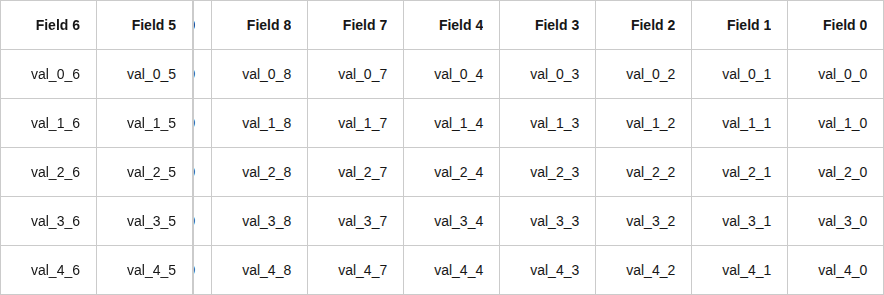 Field 6 Field 5 Field 8 Field 7 Field 4 Field 3 Field 2 Field 1 Field 0
val_0_6 val_0_5 val_0_8 val_0_7 val_0_4 val_0_3 val_0_2 val_0_1 val_0_0
val_1_6 val_1_5 val_1_8 val_1_7 val_1_4 val_1_3 val_1_2 val_1_1 val_1_0
val_2_6 val_2_5 val_2_8 val_2_7 val_2_4 val_2_3 val_2_2 val_2_1 val_2_0
val_3_6 val_3_5 val_3_8 val_3_7 val_3_4 val_3_3 val_3_2 val_3_1 val_3_0
val_4_6 val_4_5 val_4_8 val_4_7 val_4_4 val_4_3 val_4_2 val_4_1 val_4_0